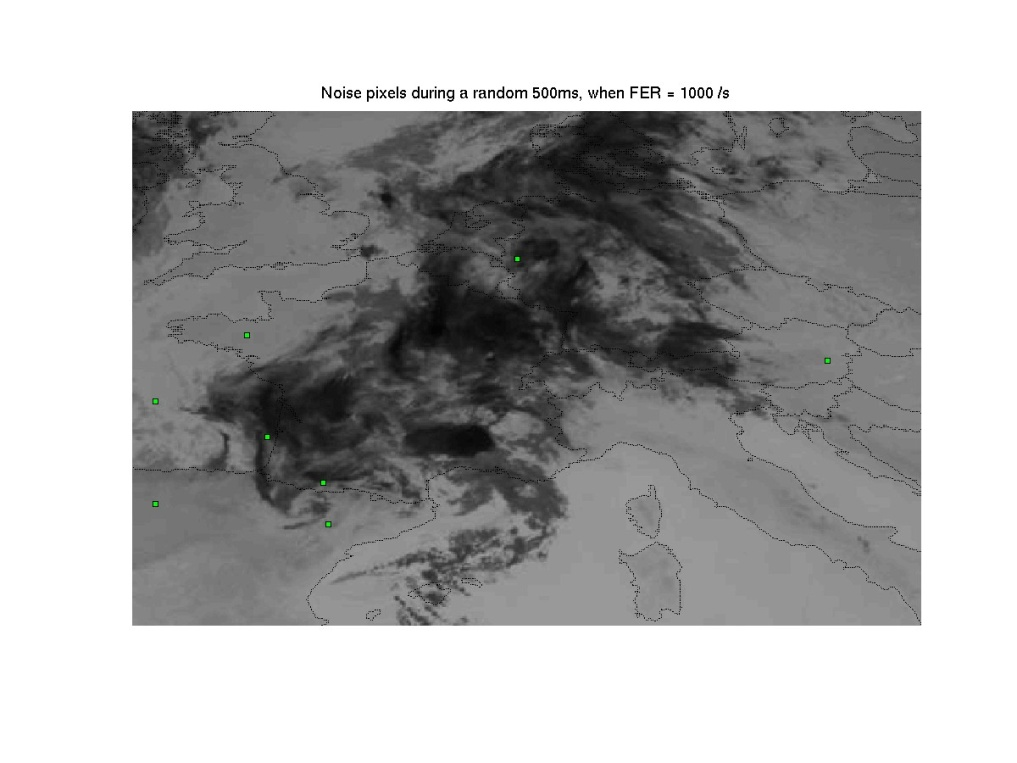 Noise pixels during a random 500ms, when FER = 1000 /s